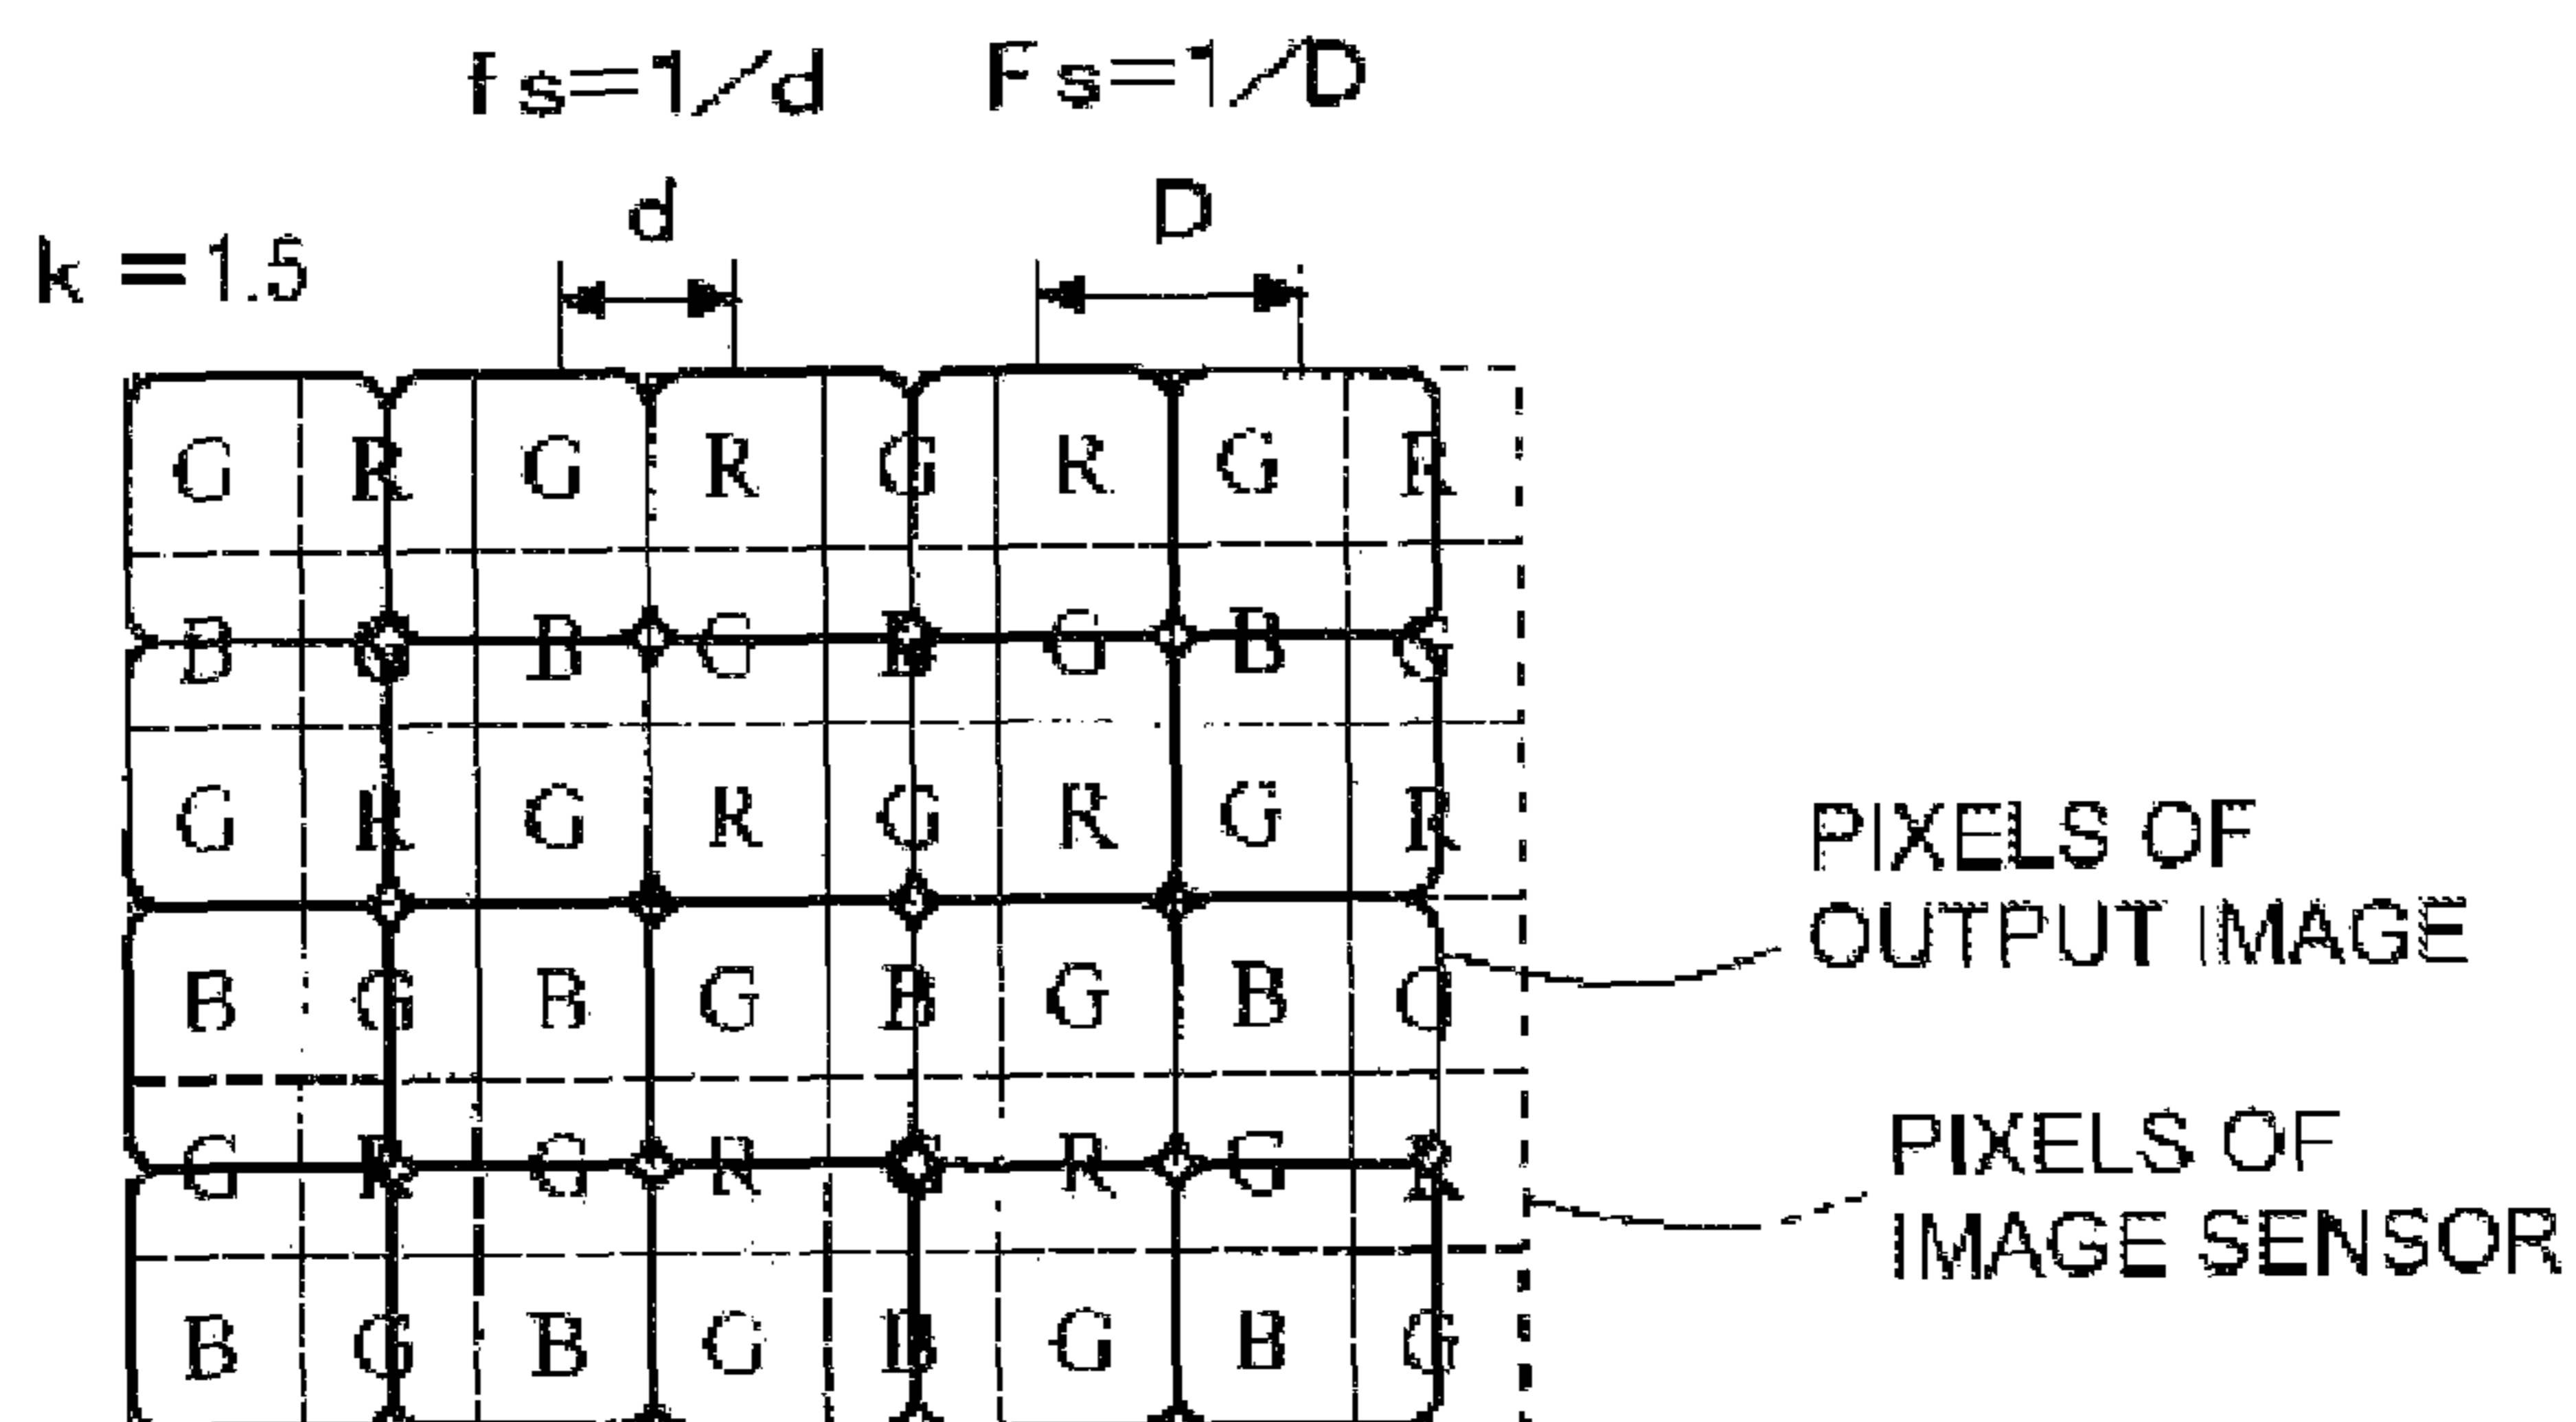 fs=1/d Fs=1/D
d D
k=1.5
G R G R G R G R
B G B G B G B G
G R G R G R G R
PIXELS OF
OUTPUT IMAGE
B G B G B G B G
PIXELS OF
IMAGE SENSOR
G R G R G R G R
B G B G B G B G